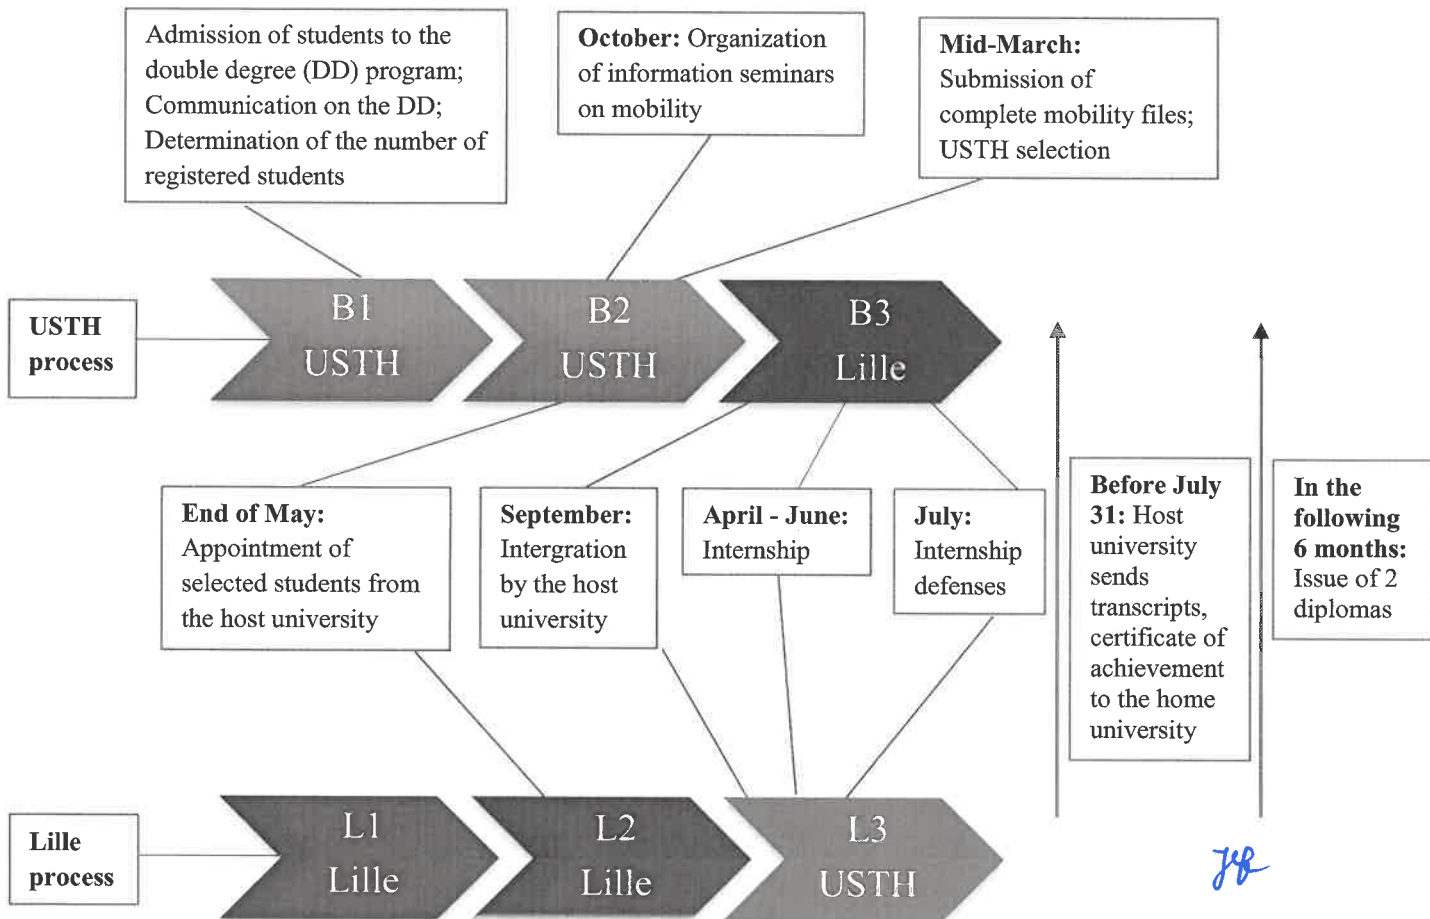 Admission of students to the
double degree (DD) program;
Communication on the DD;
Determination of the number of
registered students
October: Organization
of information seminars
on mobility
Mid-March:
Submission of
complete mobility files;
USTH selection
USTH
process
B1
USTH
B2
USTH
B3
Lille
End of May:
Appointment of
selected students from
the host university
September:
Intergration
by the host
university
April - June:
Internship
July:
Internship
defenses
Before July
31: Host
university
sends
transcripts,
certificate of
achievement
to the home
university
In the
following
6 months:
Issue of 2
diplomas
Lille
process
L1
Lille
L2
Lille
L3
USTH